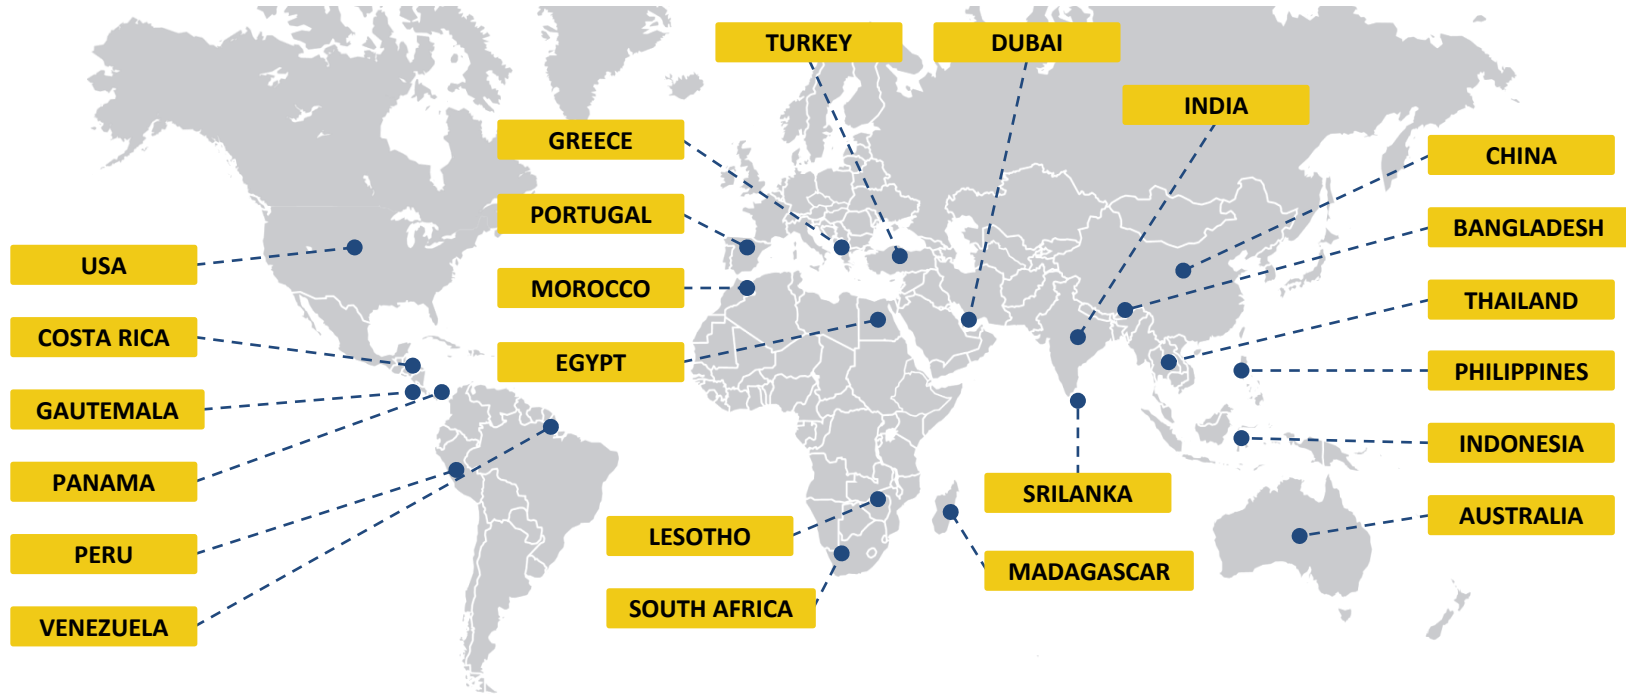 TURKEY
DUBAI
INDIA
GREECE
CHINA
PORTUGAL
BANGLADESH
USA
MOROCCO
THAILAND
COSTA RICA
EGYPT
PHILIPPINES
GAUTEMALA
INDONESIA
PANAMA
SRILANKA
AUSTRALIA
LESOTHO
PERU
MADAGASCAR
SOUTH AFRICA
VENEZUELA